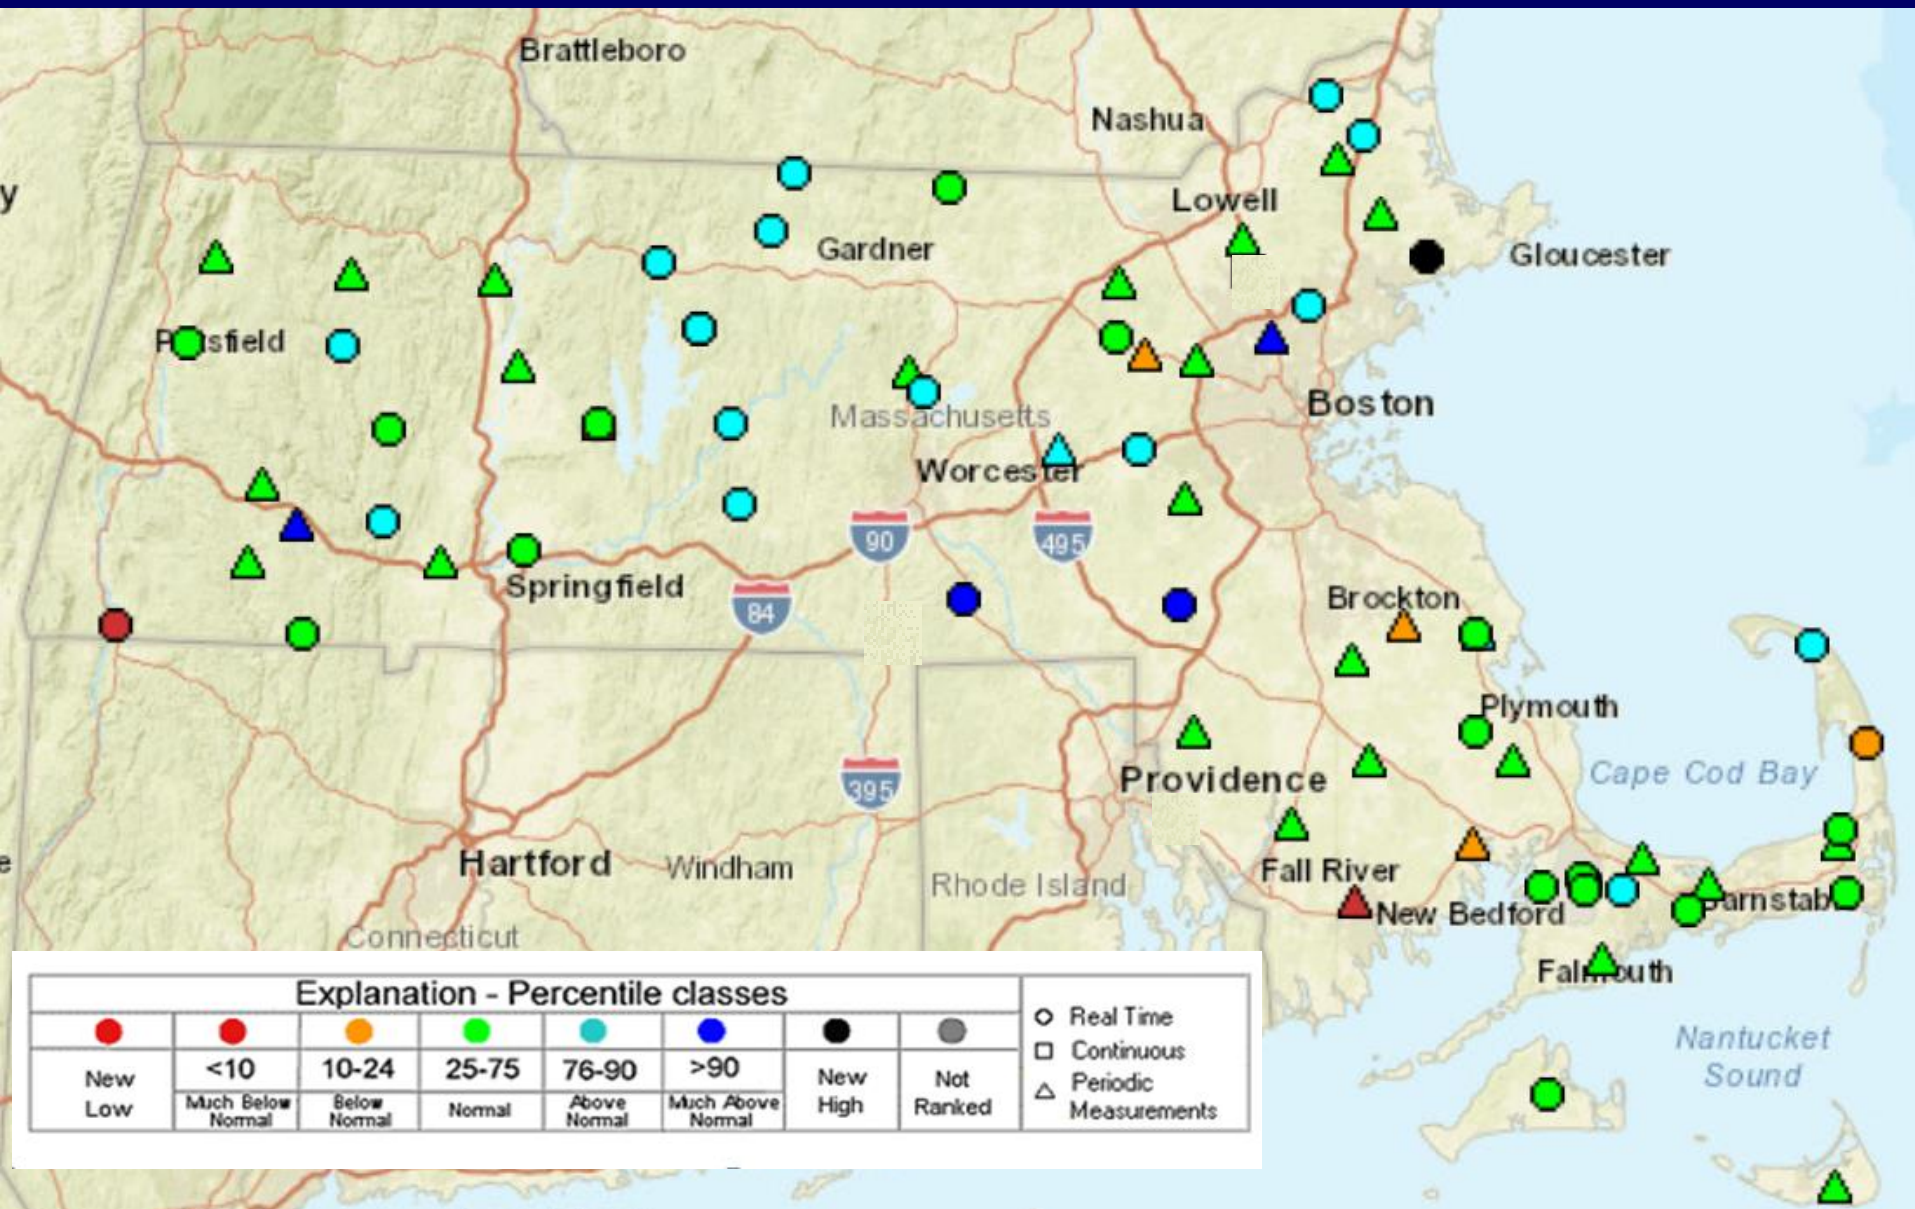 Brattleboro
Nashua
y
Lowell
Gardner
Gloucester
Massachusetts
Boston
Worcester
90
495
Springfield
84
Brockton
Plymouth
Providence
Cape Cod Bay
395
Hartford
Windham
Fall River
Rhode Island
New Bedford
Connecticut
e
Nantucket
Sound
Explanation - Percentile classes
New
Low
<10
Much Below
Normal
10-24
Below
Normal
25-75
Normal
76-90
Above
Normal
>90
Much Above
Normal
New
High
Not
Ranked
Real Time
Continuous
Periodic
Measurements